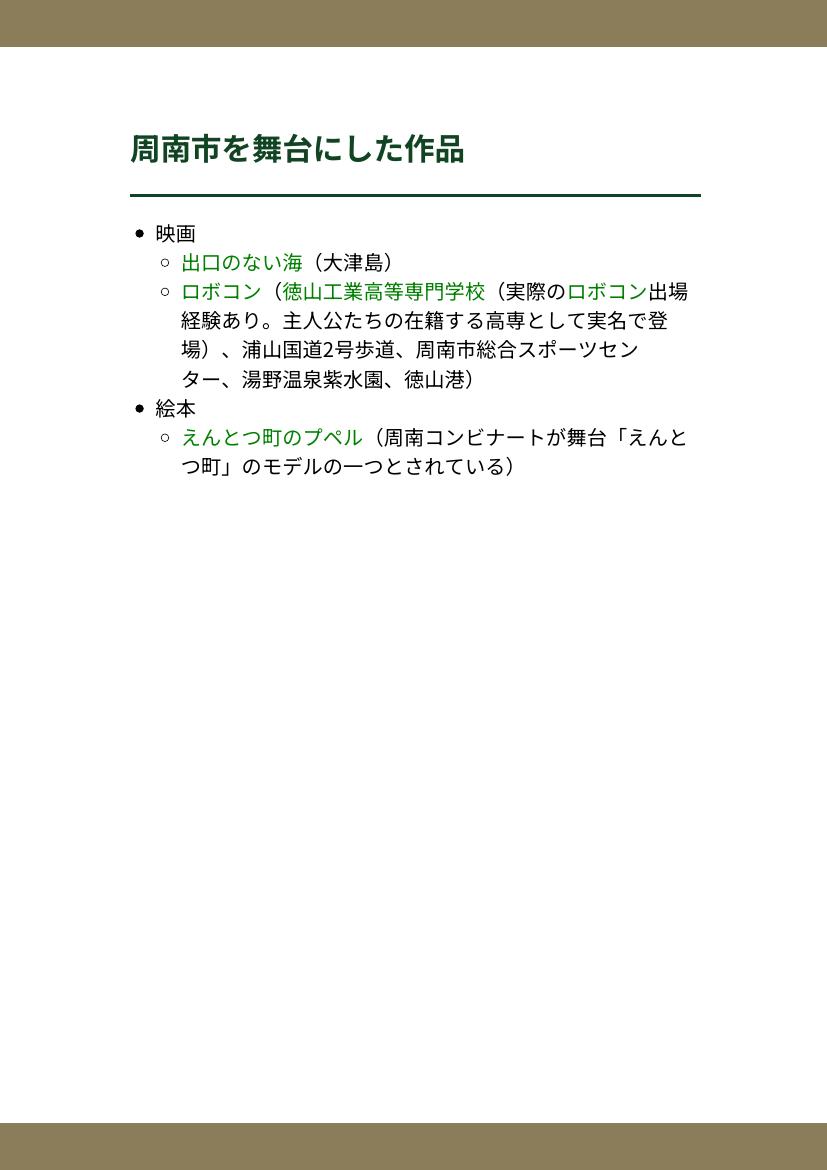 周南市を舞台にした作品
映画
出口のない海（大津島）
ロボコン（徳山工業高等専門学校（実際のロボコン出場
経験あり。主人公たちの在籍する高専として実名で登
場）、浦山国道2号歩道、周南市総合スポーツセン
ター、湯野温泉紫水園、徳山港）
絵本
えんとつ町のプペル（周南コンビナートが舞台「えんと
つ町」のモデルの一つとされている）